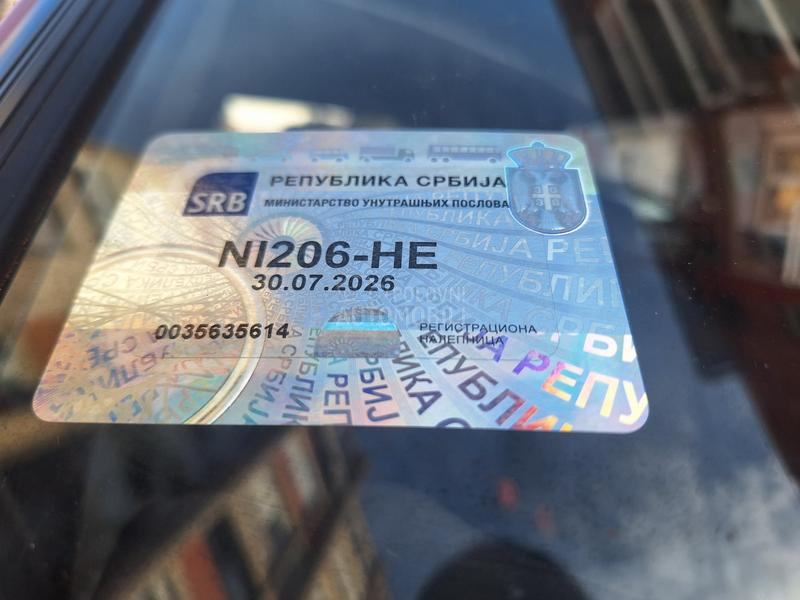 SRB
РЕПУБЛИКА СРБИЈА
МИНИСТАРСТВО УНУТРАШЊИХ ПОСЛОВА
NI206-HE
30.07.2026
0035635614
РЕГИСТРАЦИОНА
НАЛЕПНИЦА